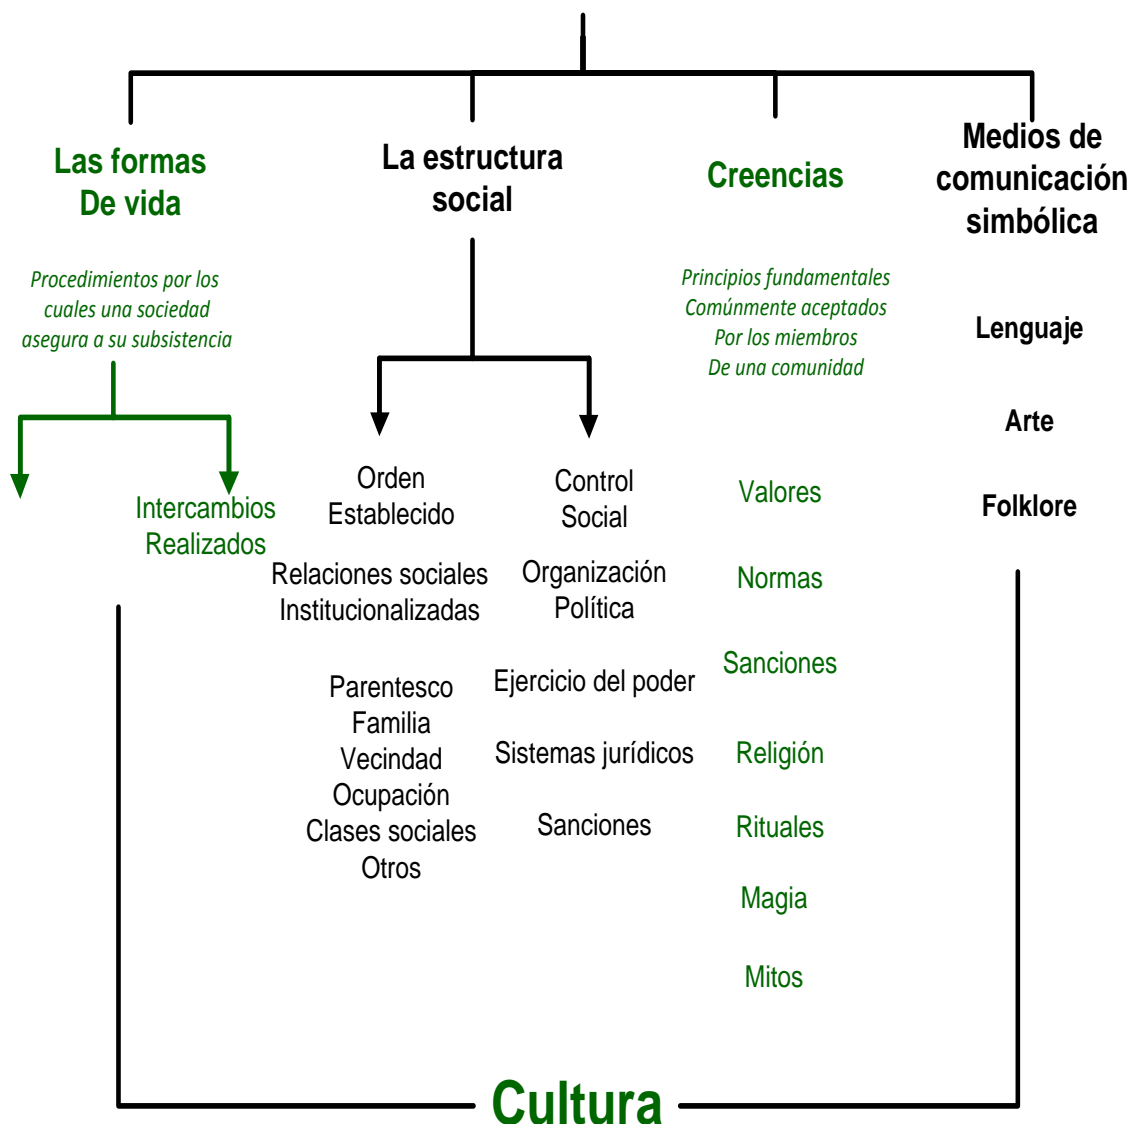 Las formas
De vida
Procedimientos por los
cuales una sociedad
asegura a su subsistencia
Intercambios
Realizados
La estructura
social
Orden
Establecido
Relaciones sociales
Institucionalizadas
Parentesco
Familia
Vecindad
Ocupación
Clases sociales
Otros
Control
Social
Organización
Política
Ejercicio del poder
Sistemas jurídicos
Sanciones
Creencias
Principios fundamentales
Comúnmente aceptados
Por los miembros
De una comunidad
Valores
Normas
Sanciones
Religión
Rituales
Magia
Mitos
Medios de
comunicación
simbólica
Lenguaje
Arte
Folklore
Cultura